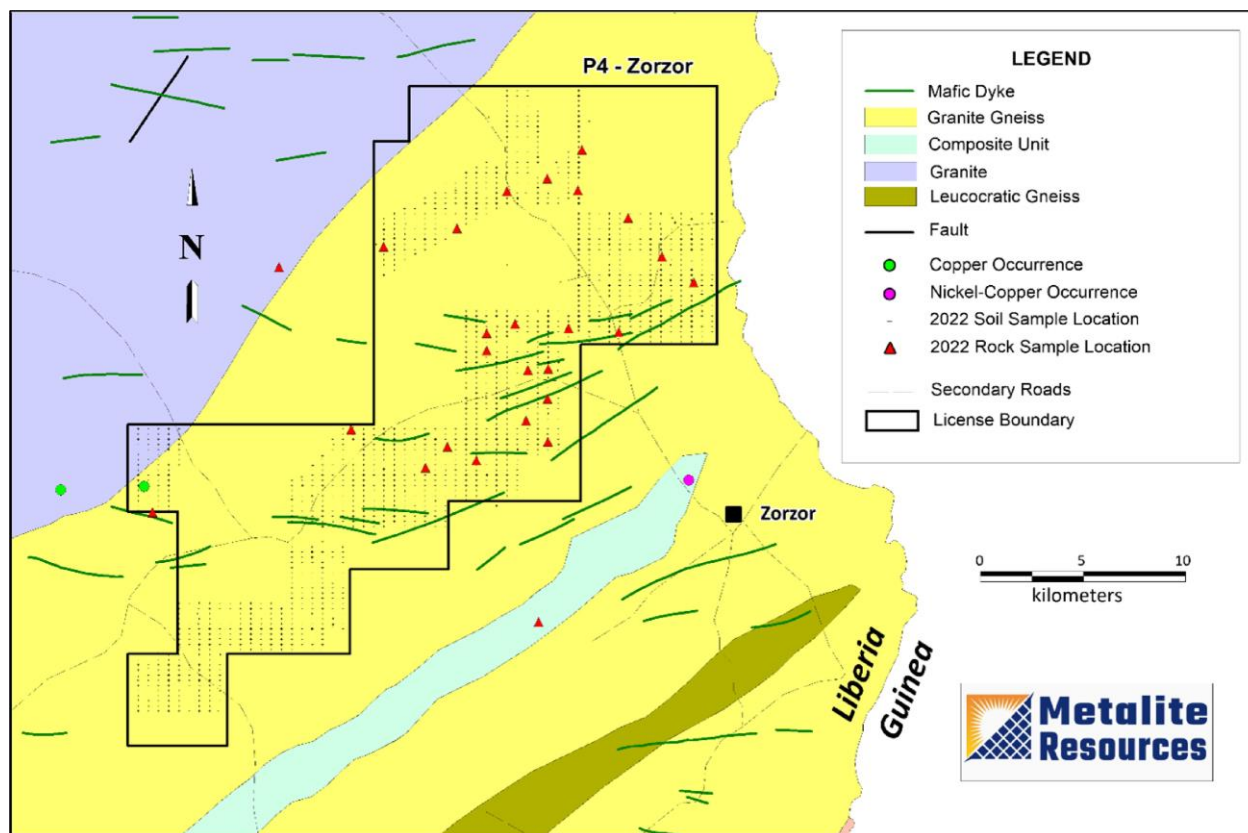 P4 - Zorzor
LEGEND
Mafic Dyke
Granite Gneiss
Composite Unit
Granite
Leucocratic Gneiss
Fault
Copper Occurrence
Nickel-Copper Occurrence
2022 Soil Sample Location
2022 Rock Sample Location
Secondary Roads
License Boundary
N
Zorzor
0 5 10
kilometers
Liberia
Guinea
Metalite
Resources